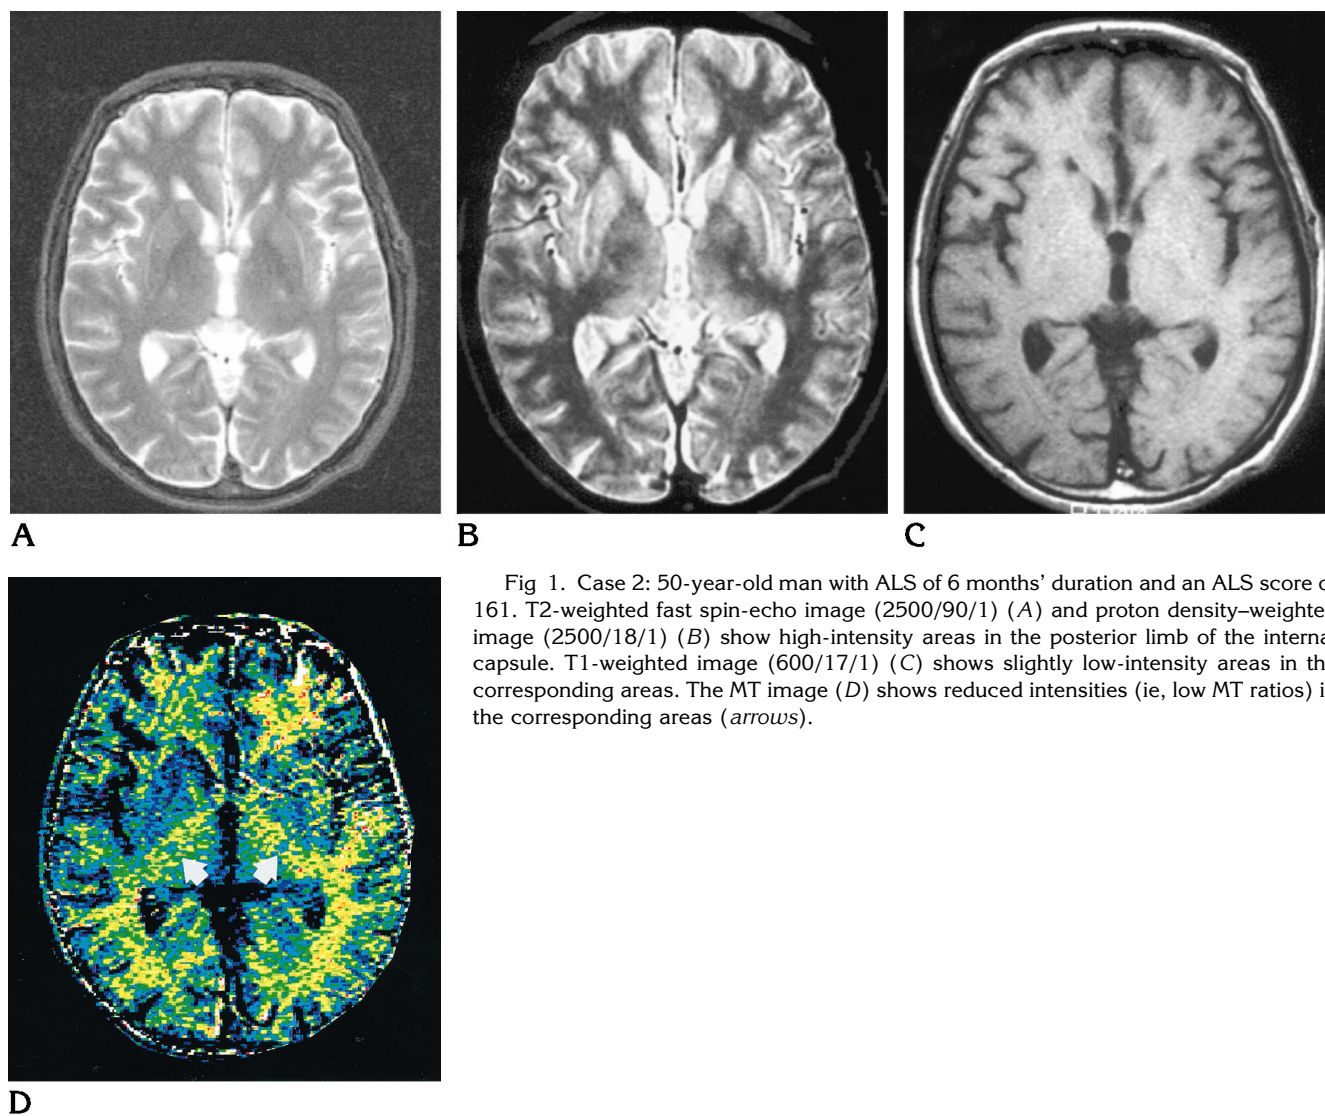 A
B
C
Fig 1. Case 2: 50-year-old man with ALS of 6 months' duration and an ALS score o
161. T2-weighted fast spin-echo image (2500/90/1) (A) and proton density–weighte
image (2500/18/1) (B) show high-intensity areas in the posterior limb of the interna
capsule. T1-weighted image (600/17/1) (C) shows slightly low-intensity areas in th
corresponding areas. The MT image (D) shows reduced intensities (ie, low MT ratios) i
the corresponding areas (arrows).
D